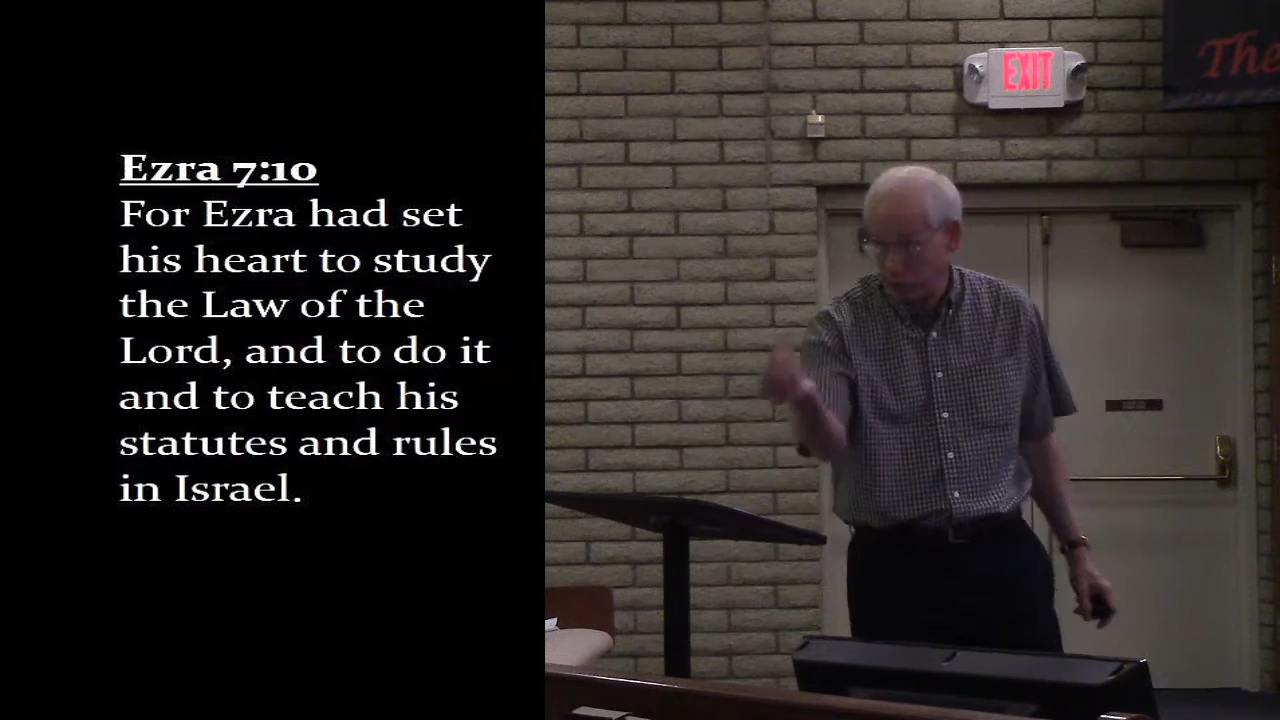 Ezra 7:10
For Ezra had set
his heart to study
the Law of the
Lord, and to do it
and to teach his
statutes and rules
in Israel.
EXIT
The